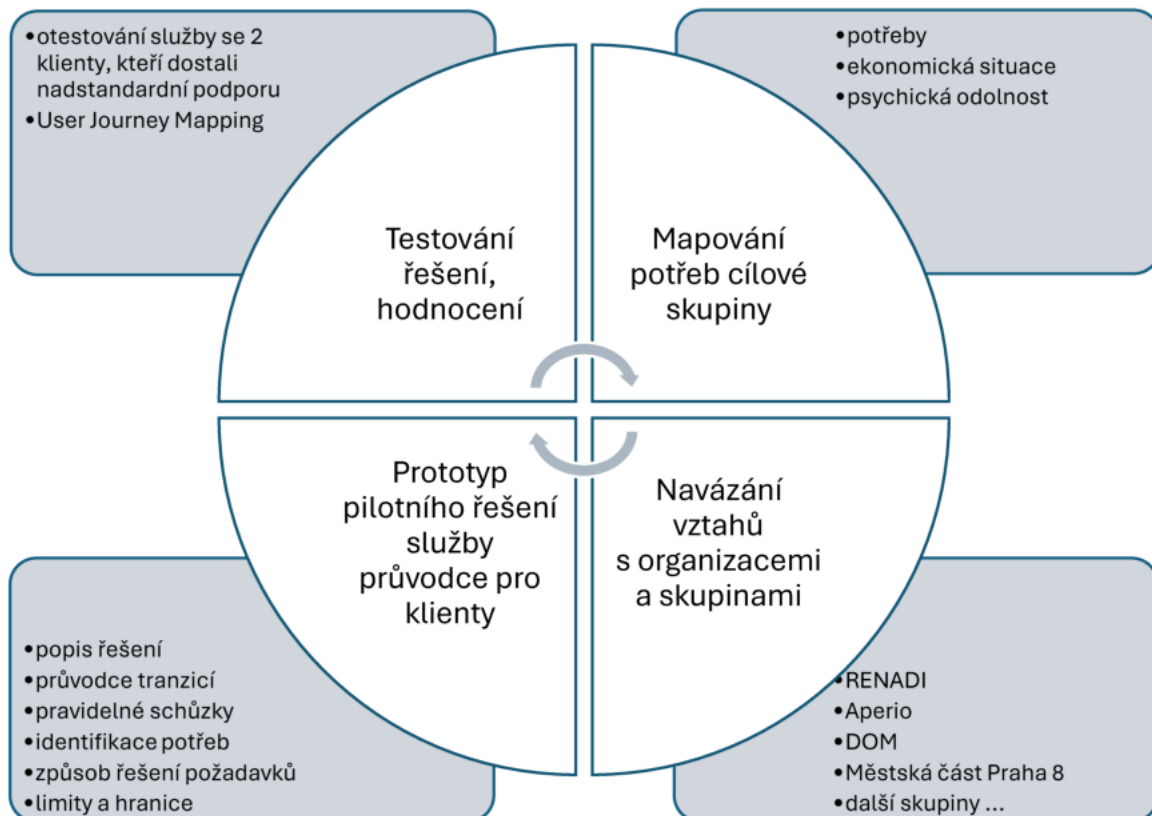 •otestování služby se 2
klienty, kteří dostali
nadstandardní podporu
•User Journey Mapping
•potřeby
•ekonomická situace
•psychická odolnost
Testování
řešení,
hodnocení
Mapování
potřeb cílové
skupiny
Prototyp
pilotního řešení
služby
průvodce pro
klienty
Navázání
vztahů
s organizacemi
a skupinami
•popis řešení
•průvodce tranzicí
•pravidelné schůzky
•identifikace potřeb
•způsob řešení požadavků
•limity a hranice
•RENADI
•Aperio
•DOM
•Městská část Praha 8
•další skupiny ...